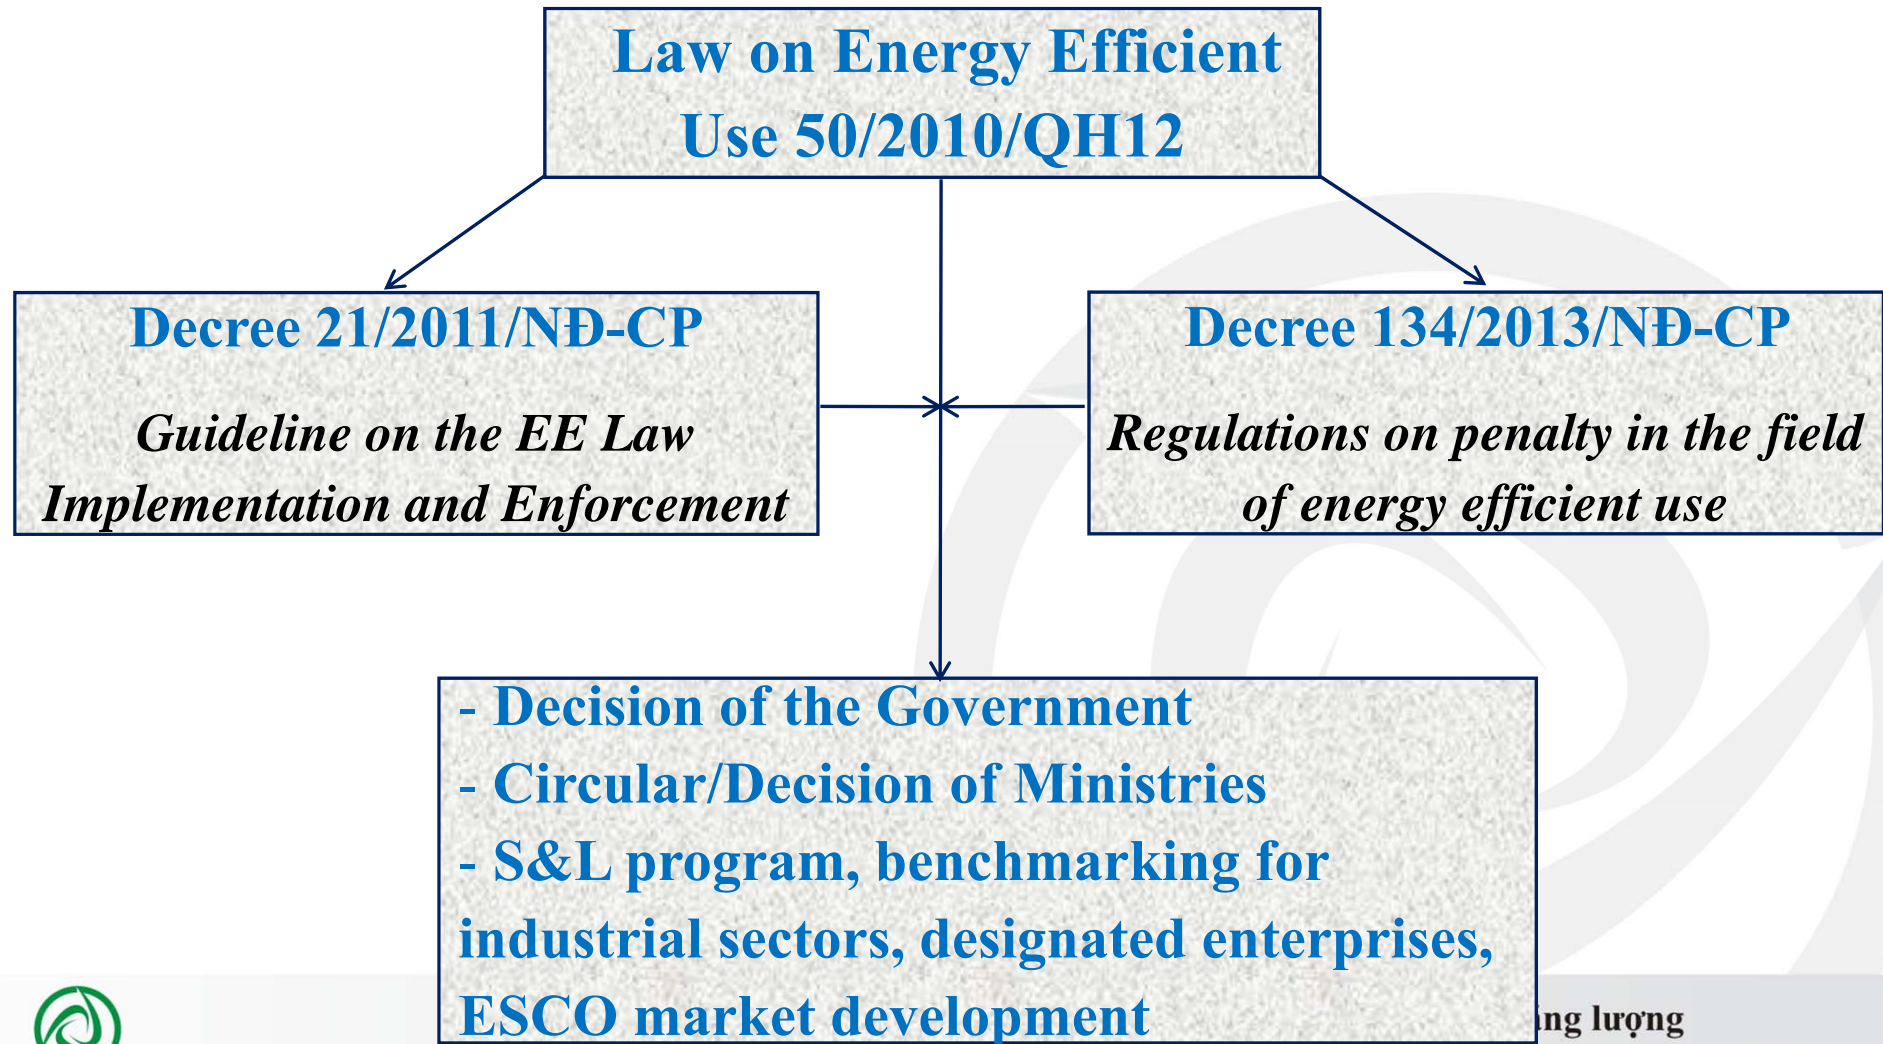 Law on Energy Efficient
Use 50/2010/QH12
Decree 21/2011/NĐ-CP
Guideline on the EE Law
Implementation and Enforcement
Decree 134/2013/NĐ-CP
Regulations on penalty in the field
of energy efficient use
- Decision of the Government
- Circular/Decision of Ministries
- S&L program, benchmarking for
industrial sectors, designated enterprises,
ESCO market development
lượng